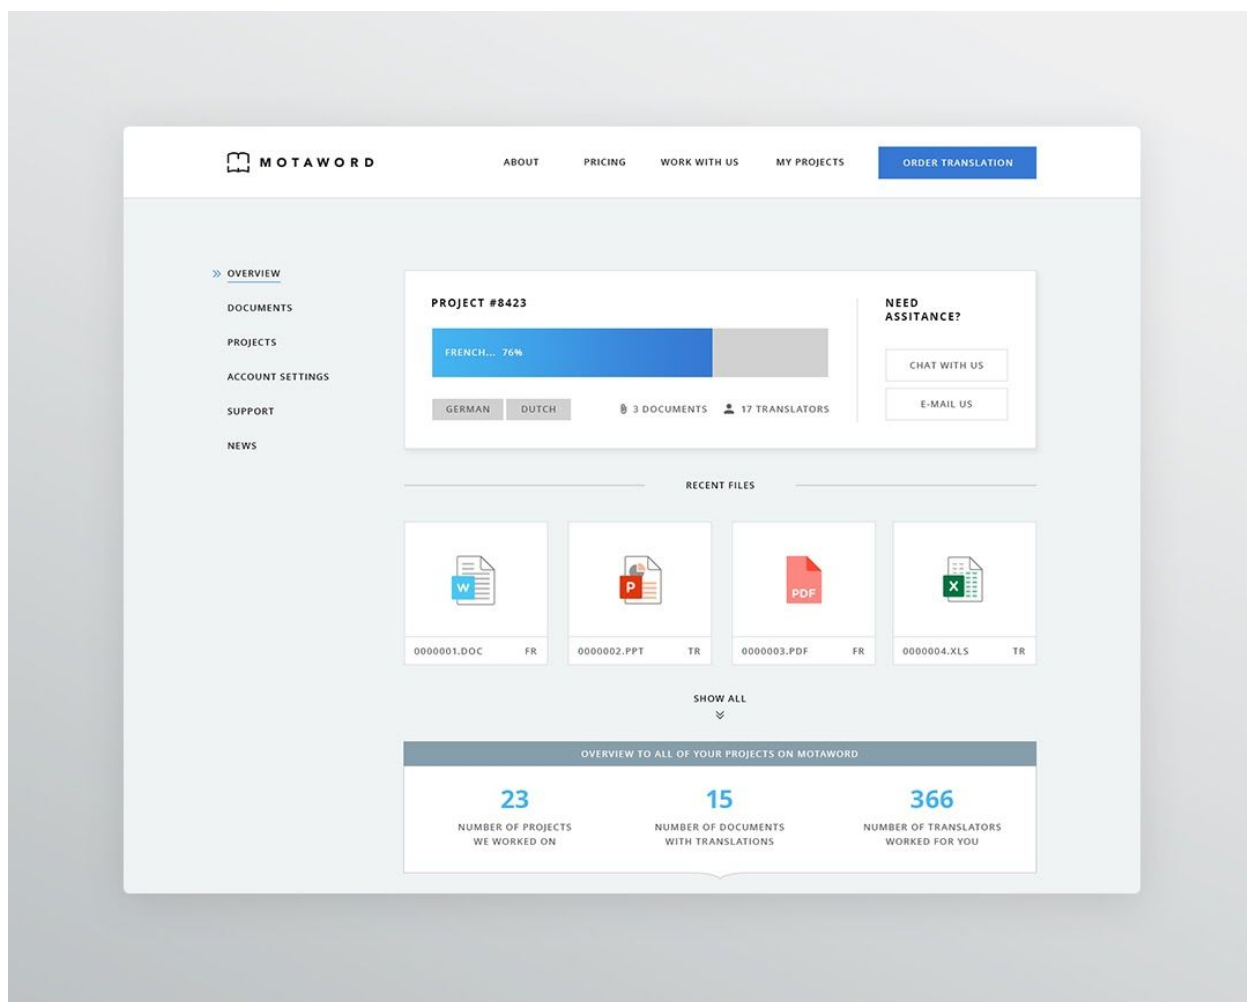 MOTAWORD
ABOUT PRICING WORK WITH US MY PROJECTS ORDER TRANSLATION
OVERVIEW
DOCUMENTS
PROJECTS
ACCOUNT SETTINGS
SUPPORT
NEWS
PROJECT #8423
FRENCH... 76%
GERMAN DUTCH 3 DOCUMENTS 17 TRANSLATORS
NEED
ASSITANCE?
CHAT WITH US
E-MAIL US
RECENT FILES
W
P
PDF
X
0000001.DOC FR
0000002.PPT TR
0000003.PDF FR
0000004.XLS TR
SHOW ALL
OVERVIEW TO ALL OF YOUR PROJECTS ON MOTAWORD
23
NUMBER OF PROJECTS
WE WORKED ON
15
NUMBER OF DOCUMENTS
WITH TRANSLATIONS
366
NUMBER OF TRANSLATORS
WORKED FOR YOU